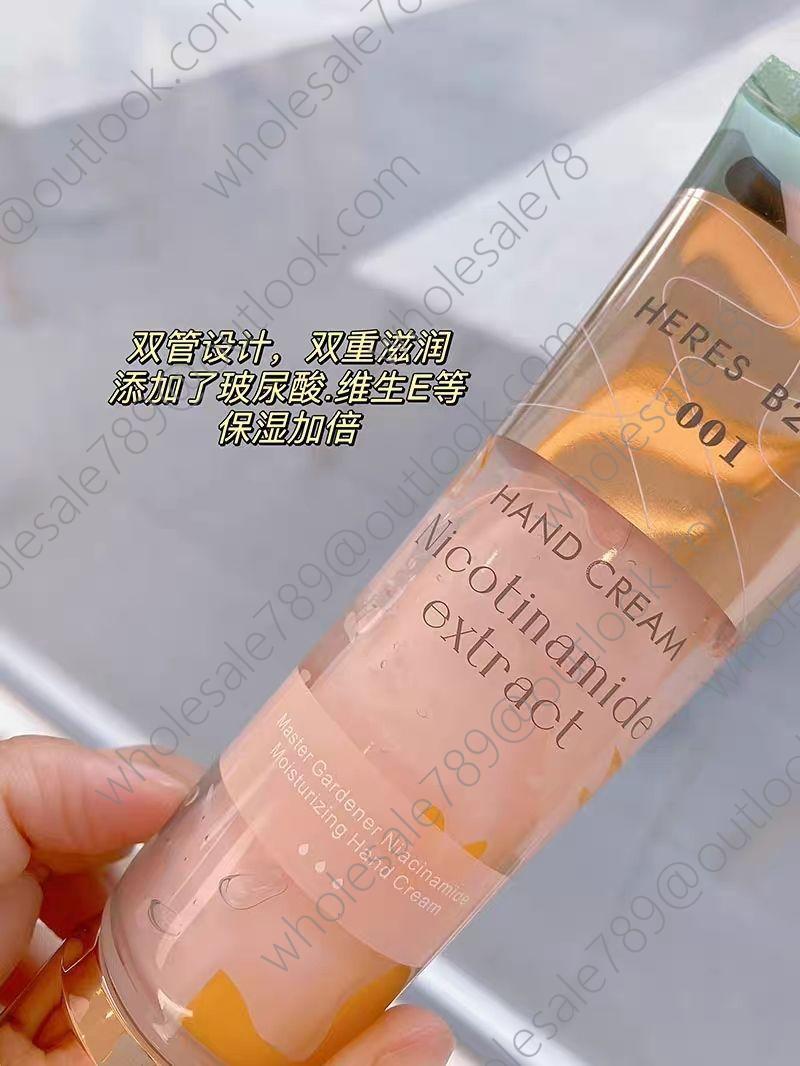 双管设计，双重滋润
添加了玻尿酸.维生E等
保湿加倍
HERES B2
001
HAND CREAM
Nicotinamide
extract
Master Gardener Niacinamide
Moisturizing Hand Cream
wholesale789@outlook.com